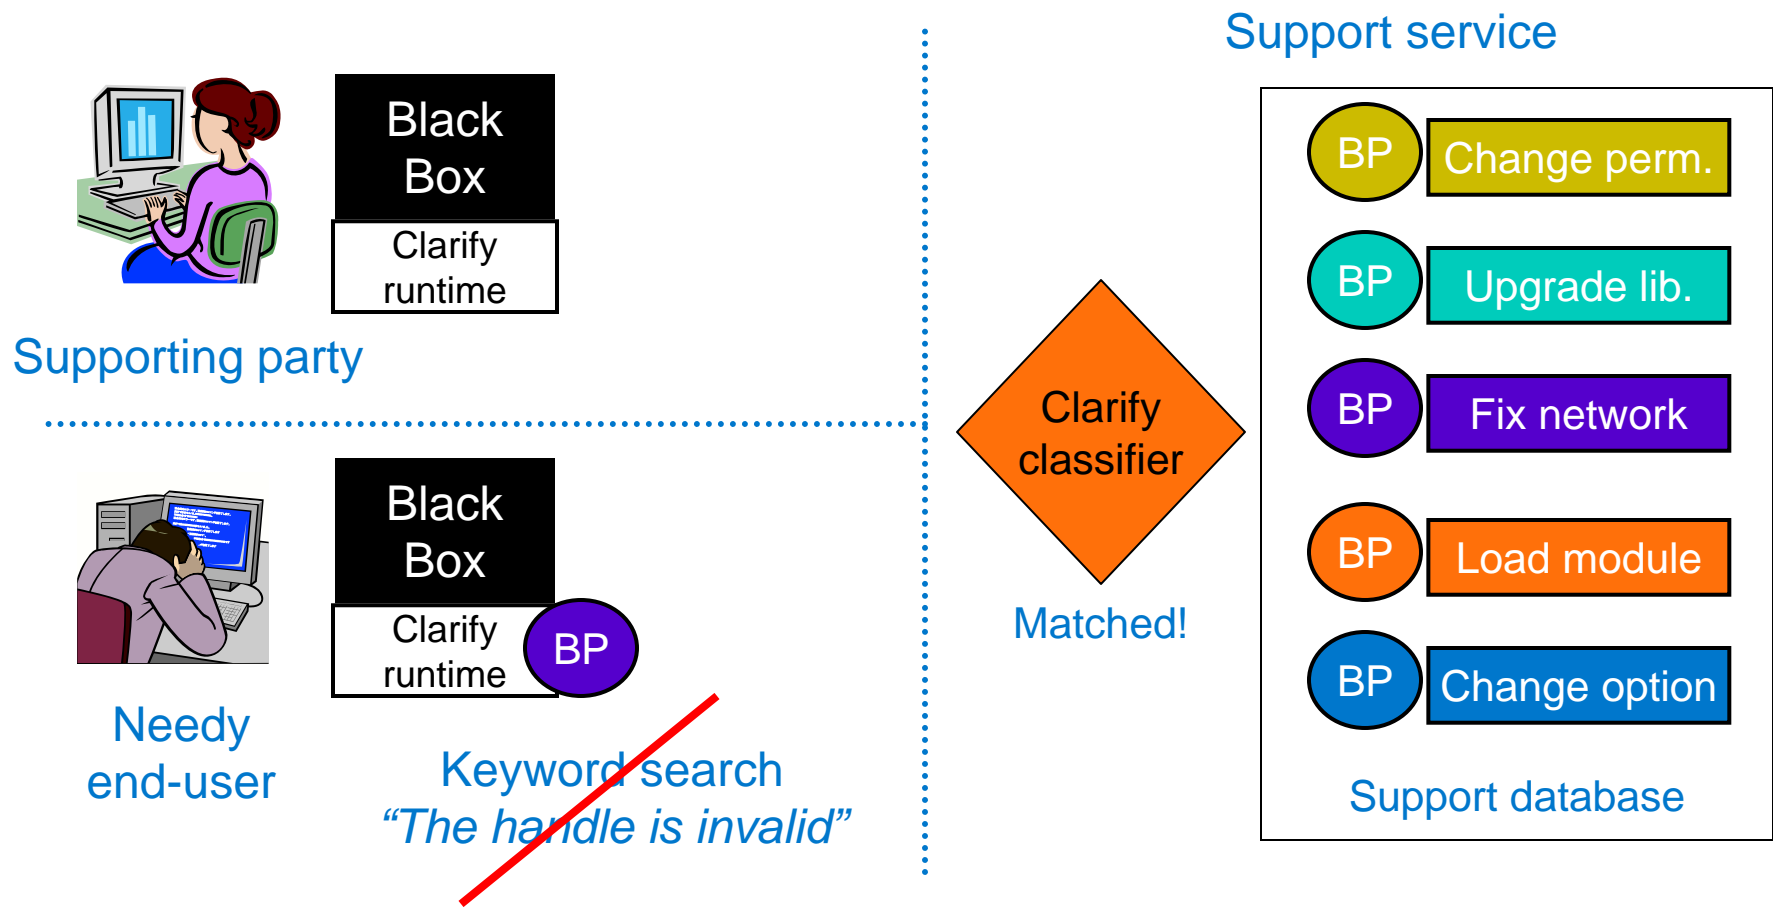 Support service
Black
Box
Clarify
runtime
Supporting party
Black
Box
Clarify
runtime
BP
Needy
end-user
Keyword search
“The handle is invalid”
Clarify
classifier
Matched!
BP Change perm.
BP Upgrade lib.
BP Fix network
BP Load module
BP Change option
Support database